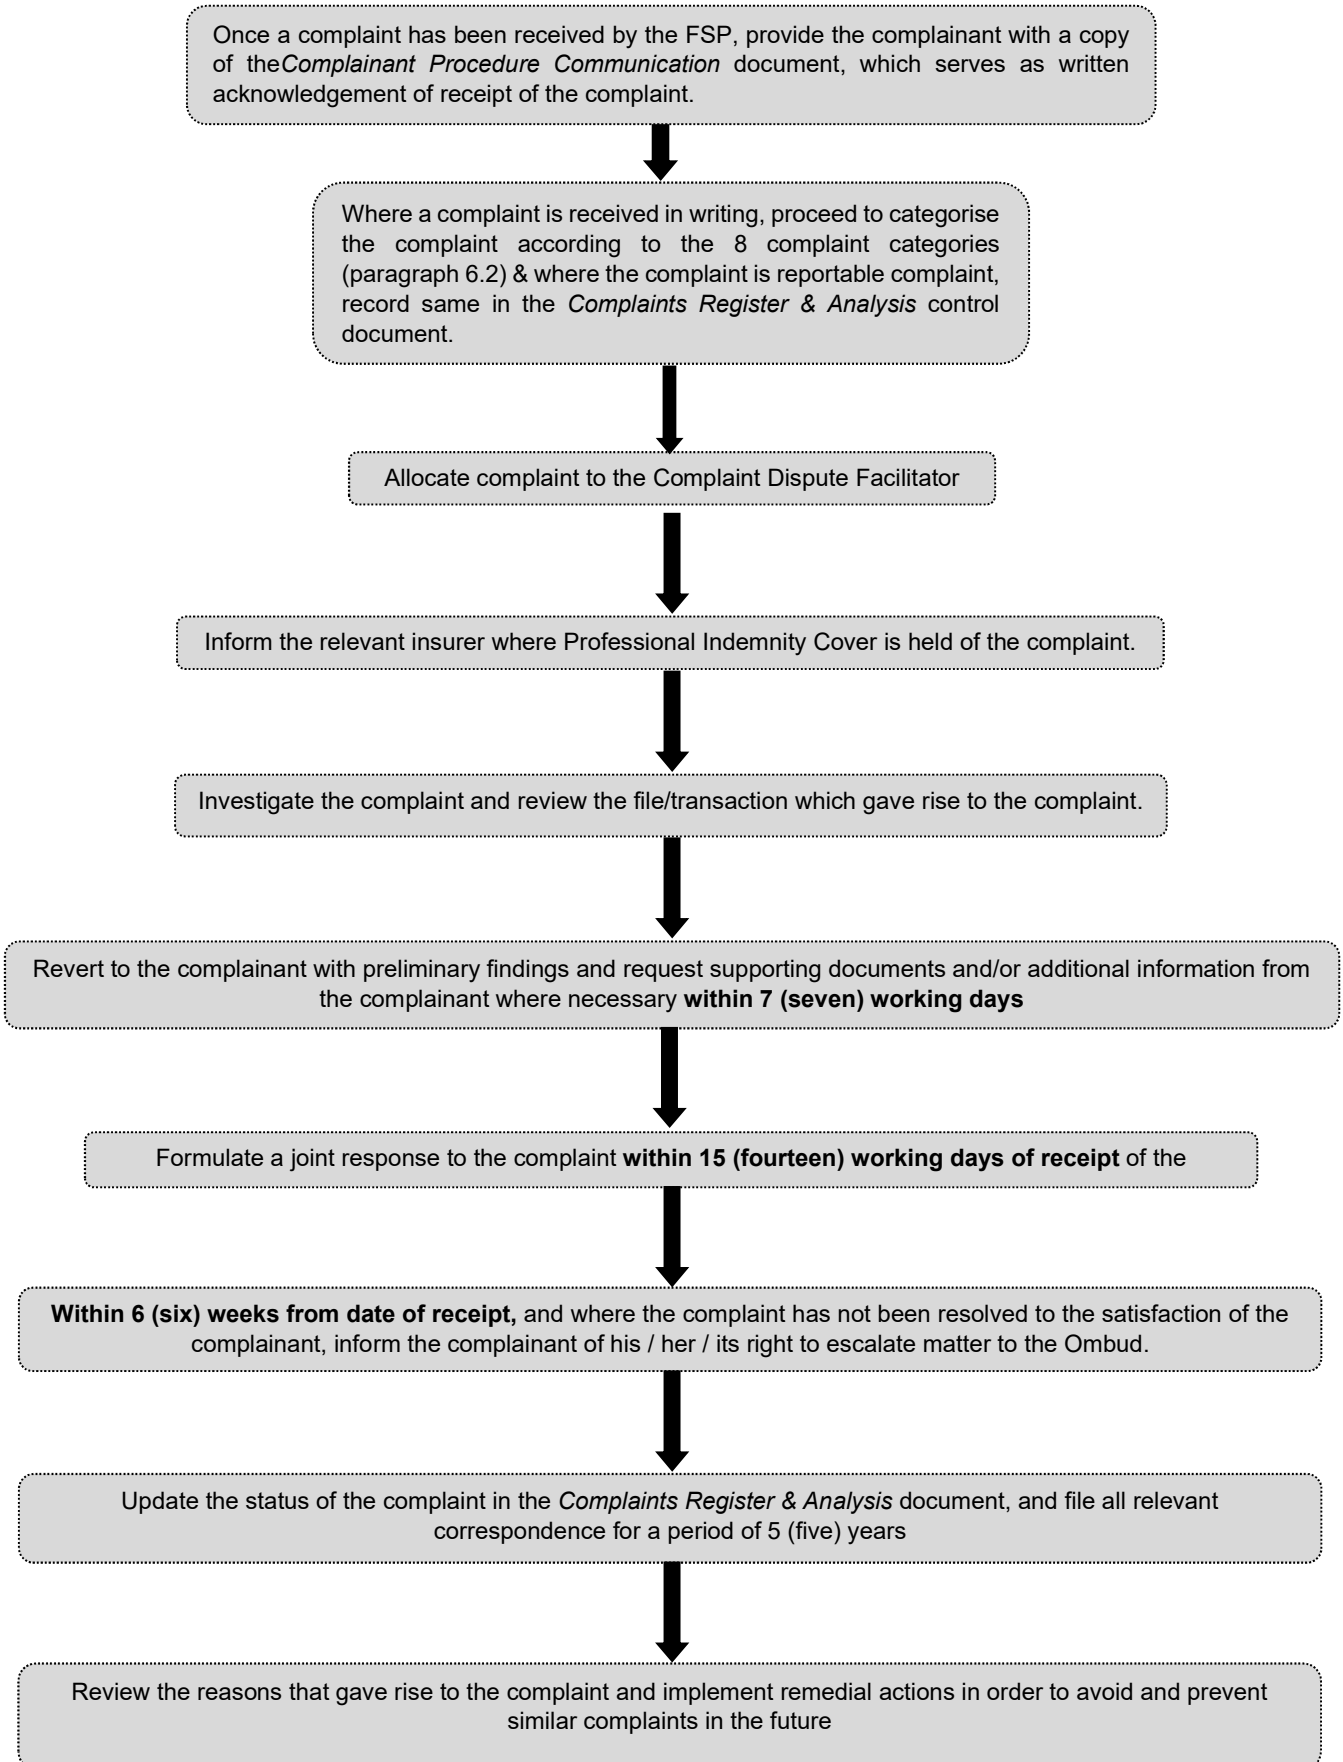 Once a complaint has been received by the FSP, provide the complainant with a copy
of theComplainant Procedure Communication document, which serves as written
acknowledgement of receipt of the complaint.
Where a complaint is received in writing, proceed to categorise
the complaint according to the 8 complaint categories
(paragraph 6.2) & where the complaint is reportable complaint,
record same in the Complaints Register & Analysis control
document.
Allocate complaint to the Complaint Dispute Facilitator
Inform the relevant insurer where Professional Indemnity Cover is held of the complaint.
Investigate the complaint and review the file/transaction which gave rise to the complaint.
Revert to the complainant with preliminary findings and request supporting documents and/or additional information from
the complainant where necessary within 7 (seven) working days
Formulate a joint response to the complaint within 15 (fourteen) working days of receipt of the
Within 6 (six) weeks from date of receipt, and where the complaint has not been resolved to the satisfaction of the
complainant, inform the complainant of his / her / its right to escalate matter to the Ombud.
Update the status of the complaint in the Complaints Register & Analysis document, and file all relevant
correspondence for a period of 5 (five) years
Review the reasons that gave rise to the complaint and implement remedial actions in order to avoid and prevent
similar complaints in the future